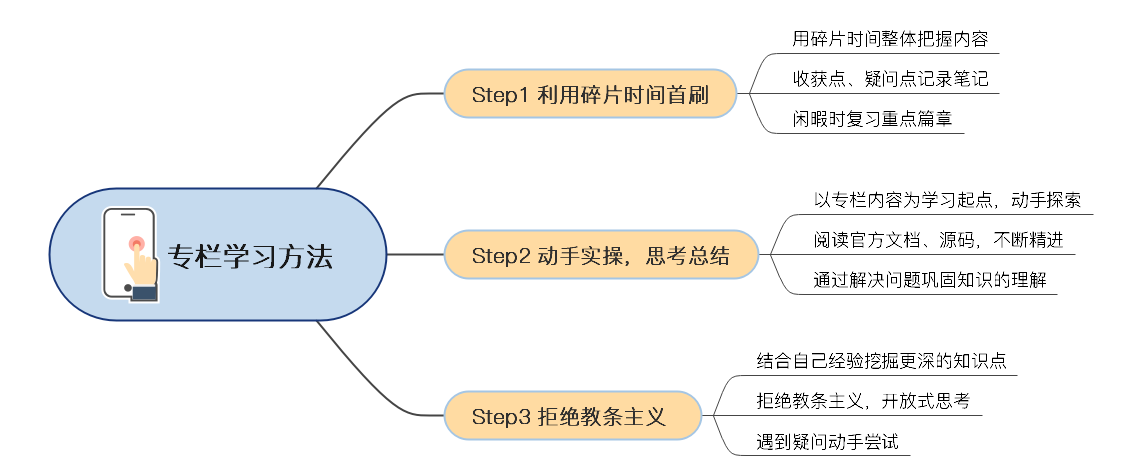 专栏学习方法
Step1 利用碎片时间首刷
用碎片时间整体把握内容
收获点、疑问点记录笔记
闲暇时复习重点篇章
Step2 动手实操，思考总结
以专栏内容为学习起点，动手探索
阅读官方文档、源码，不断精进
通过解决问题巩固知识的理解
Step3 拒绝教条主义
结合自己经验挖掘更深的知识点
拒绝教条主义，开放式思考
遇到疑问动手尝试